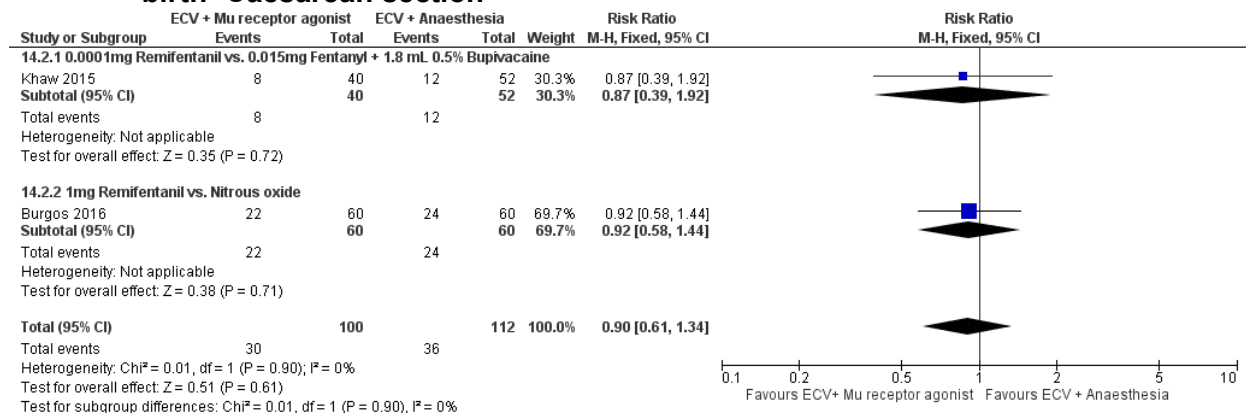 birth–Caesarean section
ECV + Mu receptor agonist ECV + Anaesthesia Risk Ratio Risk Ratio
Study or Subgroup Events Total Events Total Weight M-H, Fixed, 95% CI M-H, Fixed, 95% CI
14.2.1 0.0001mg Remifentanil vs. 0.015mg Fentanyl + 1.8 mL 0.5% Bupivacaine
Khaw 2015 8 40 12 52 30.3% 0.87 [0.39, 1.92]
Subtotal (95% CI) 40 52 30.3% 0.87 [0.39, 1.92]
Total events 8 12
Heterogeneity: Not applicable
Test for overall effect: Z = 0.35 (P = 0.72)
14.2.2 1mg Remifentanil vs. Nitrous oxide
Burgos 2016 22 60 24 60 69.7% 0.92 [0.58, 1.44]
Subtotal (95% CI) 60 60 69.7% 0.92 [0.58, 1.44]
Total events 22 24
Heterogeneity: Not applicable
Test for overall effect: Z = 0.38 (P = 0.71)
Total (95% CI) 100 112 100.0% 0.90 [0.61, 1.34]
Total events 30 36
Heterogeneity: Chi² = 0.01, df = 1 (P = 0.90); I² = 0%
Test for overall effect: Z = 0.51 (P = 0.61)
Test for subgroup differences: Chi² = 0.01, df = 1 (P = 0.90), I² = 0%
0.1 0.2 0.5 1 2 5 10
Favours ECV+ Mu receptor agonist Favours ECV + Anaesthesia